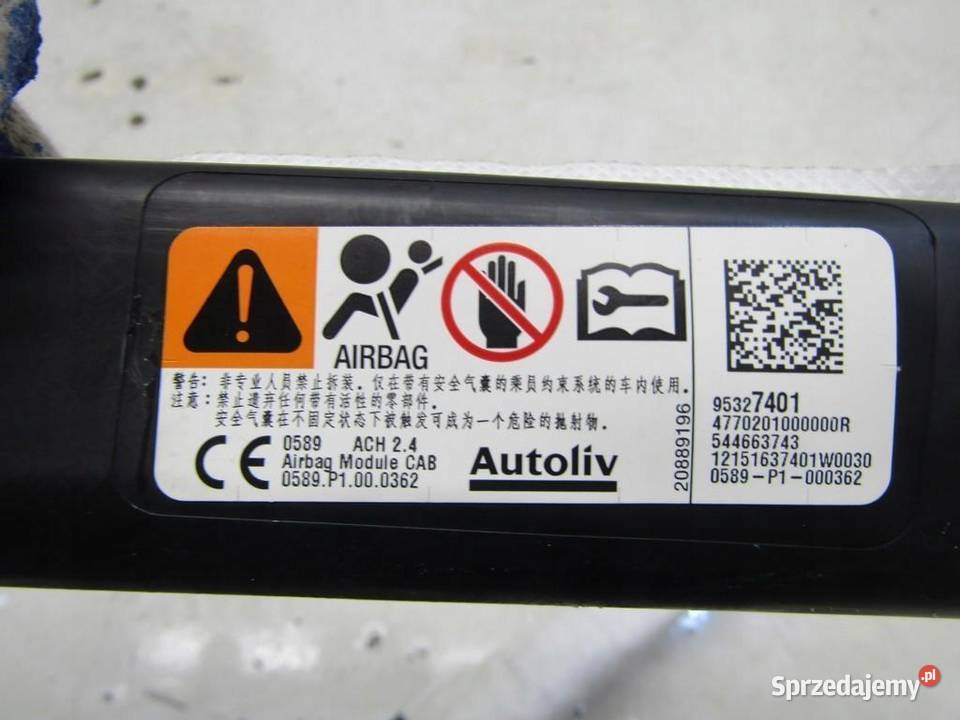 AIRBAG
警告: 非专业人员禁止拆装。仅在带有安全气囊的乘员约束系统的车内使用。
注意: 禁止遗弃任何带有活性的零部件。
安全气囊在不固定状态下被触发可成为一个危险的抛射物。
CE 0589 ACH 2.4
Airbag Module CAB
0589.P1.00.0362
Autoliv
20889196
95327401
4770201000000R
544663743
12151637401W0030
0589-P1-000362
Sprzedajemy.pl